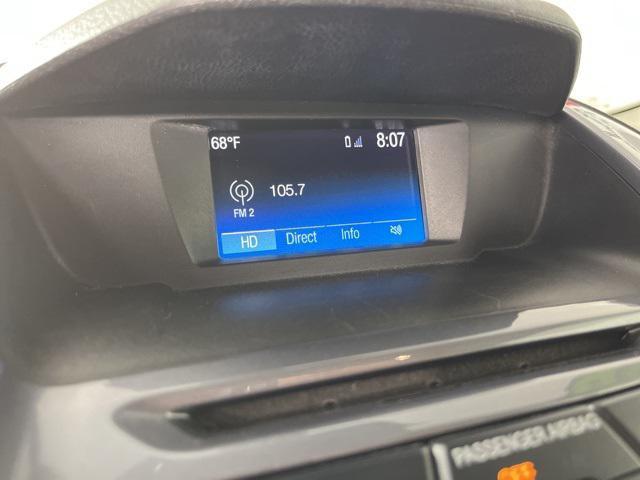 68°F 8:07
105.7
FM 2
HD Direct Info
PASSENGER AIRBAG